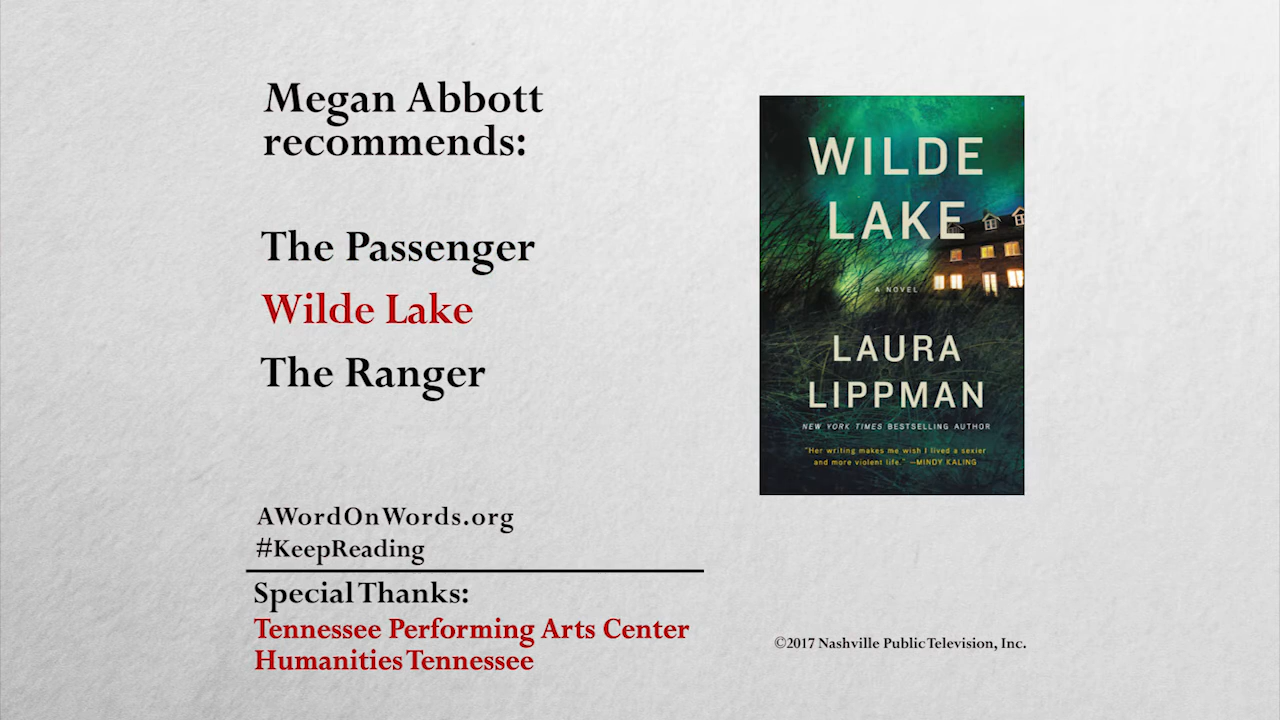 Megan Abbott
recommends:
The Passenger
Wilde Lake
The Ranger
AWordOnWords.org
#KeepReading
Special Thanks:
Tennessee Performing Arts Center
Humanities Tennessee
WILDE
LAKE
A NOVEL
LAURA
LIPPMAN
NEW YORK TIMES BESTSELLING AUTHOR
"Her writing makes me wish I lived a sexier
and more violent life." —MINDY KALING
©2017 Nashville Public Television, Inc.